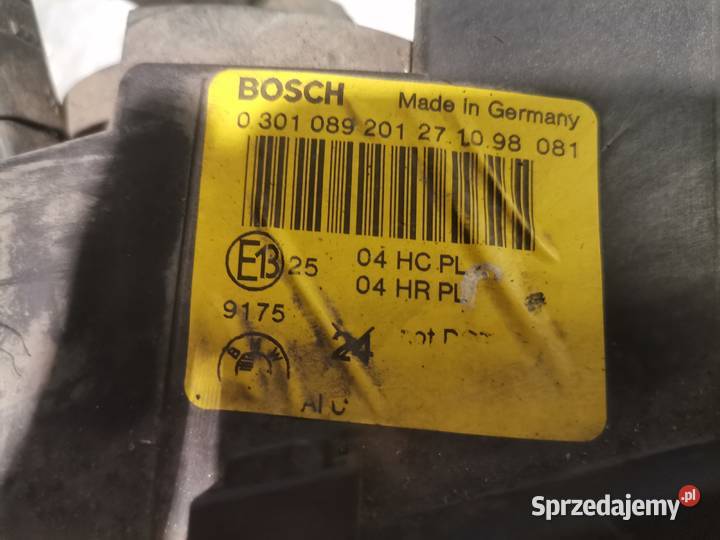 BOSCH Made in Germany
0 301 089 201 27.10.98 081
E13 25 04 HC PL
04 HR PL
9175
24
BMW
Sprzedajemy.pl